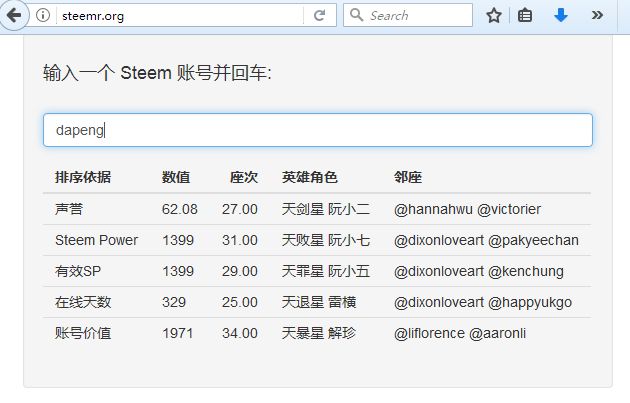 steemr.org
Search
输入一个 Steem 账号并回车:
dapeng
排序依据 数值 座次 英雄角色 邻座
声誉 62.08 27.00 天剑星 阮小二 @hannahwu @victorier
Steem Power 1399 31.00 天败星 阮小七 @dixonloveart @pakyeechan
有效SP 1399 29.00 天罪星 阮小五 @dixonloveart @kenchung
在线天数 329 25.00 天退星 雷横 @dixonloveart @happyukgo
账号价值 1971 34.00 天暴星 解珍 @liflorence @aaronli